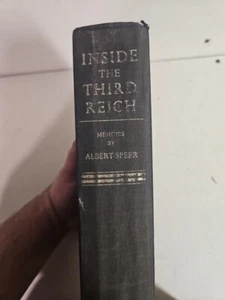 INSIDE
THE
THIRD
REICH
MEMOIRS
BY
ALBERT SPEER